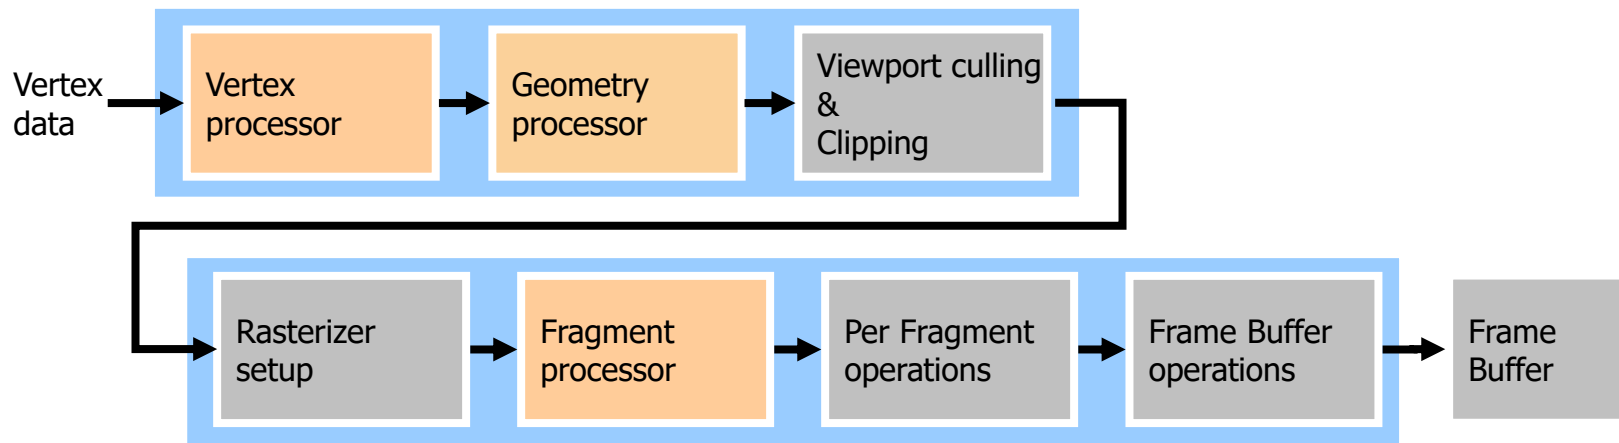 Vertex
data
Vertex
processor
Geometry
processor
Viewport culling
&
Clipping
Rasterizer
setup
Fragment
processor
Per Fragment
operations
Frame Buffer
operations
Frame
Buffer